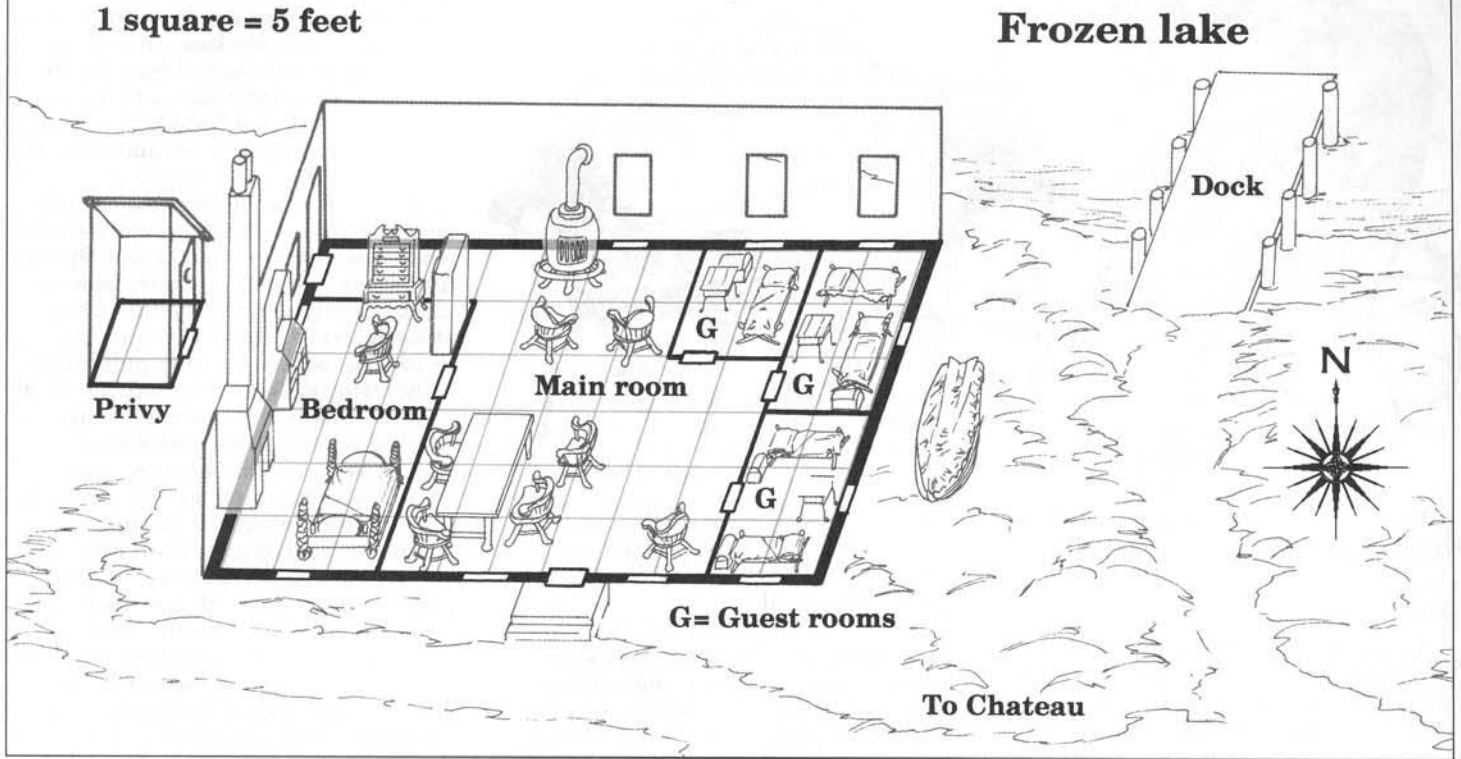 1 square = 5 feet
Frozen lake
Dock
N
G
Main room
G
Privy
Bedroom
G
G= Guest rooms
To Chateau